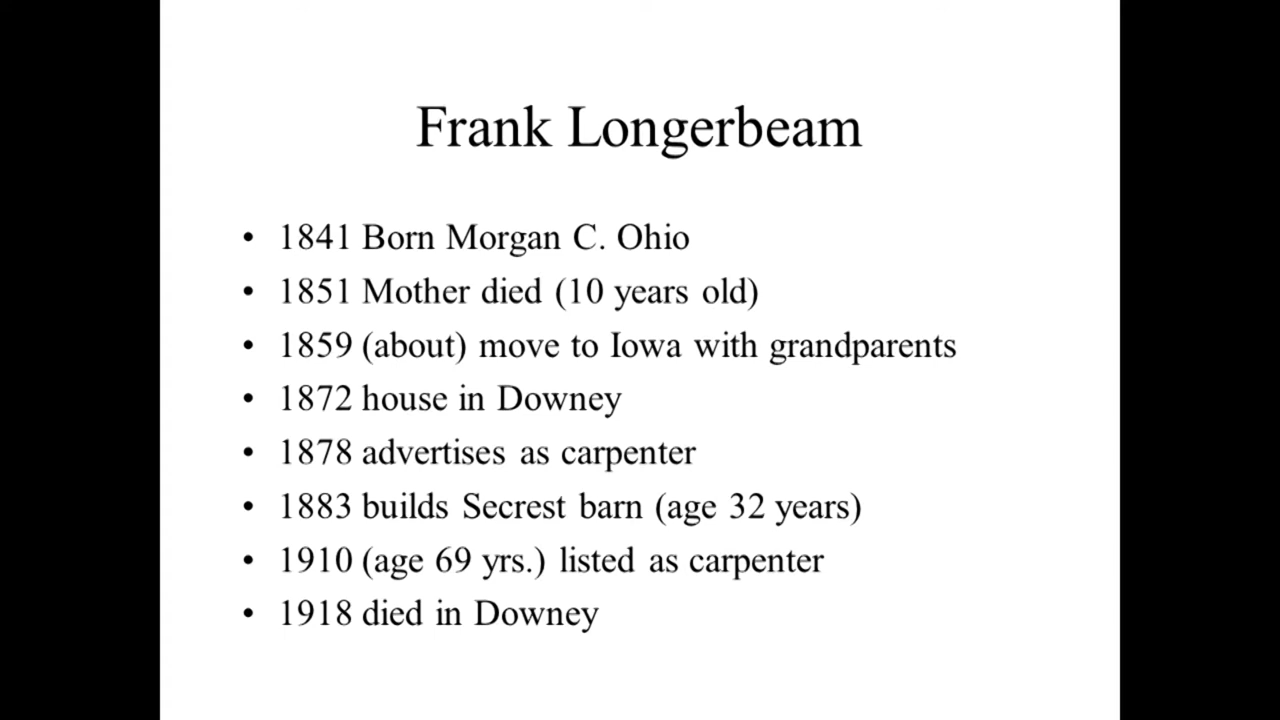 Frank Longerbeam
• 1841 Born Morgan C. Ohio
• 1851 Mother died (10 years old)
• 1859 (about) move to Iowa with grandparents
• 1872 house in Downey
• 1878 advertises as carpenter
• 1883 builds Secrest barn (age 32 years)
• 1910 (age 69 yrs.) listed as carpenter
• 1918 died in Downey